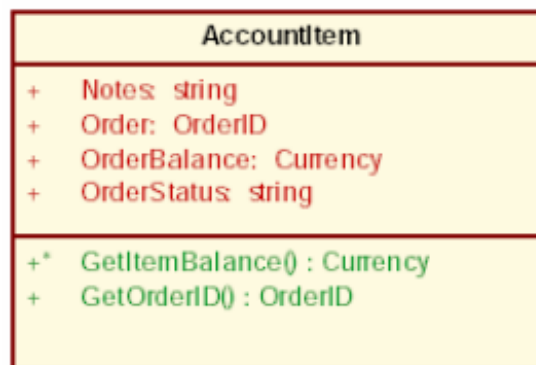 AccountItem
+ Notes: string
+ Order: OrderID
+ OrderBalance: Currency
+ OrderStatus: string
+* GetItemBalance() : Currency
+ GetOrderID() : OrderID